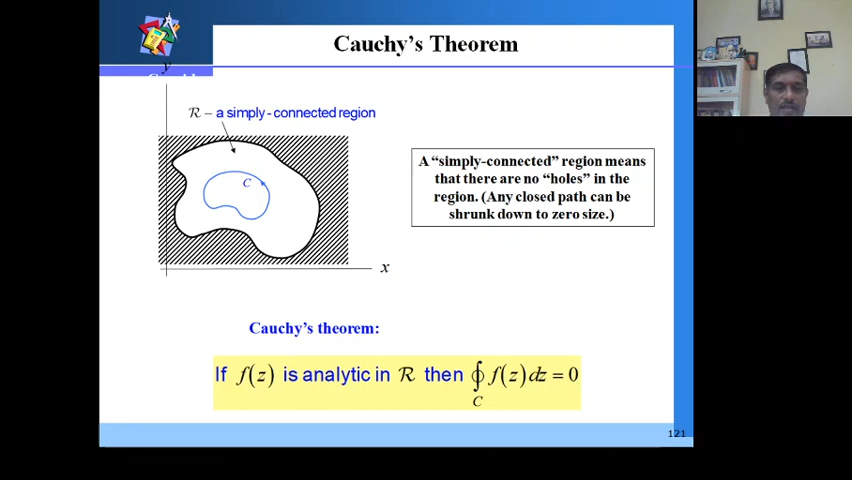 Cauchy's Theorem
y
ℛ – a simply - connected region
C
x
A “simply-connected” region means
that there are no “holes” in the
region. (Any closed path can be
shrunk down to zero size.)
Cauchy's theorem:
If f(z) is analytic in ℛ then ∮ f(z) dz = 0
C
121